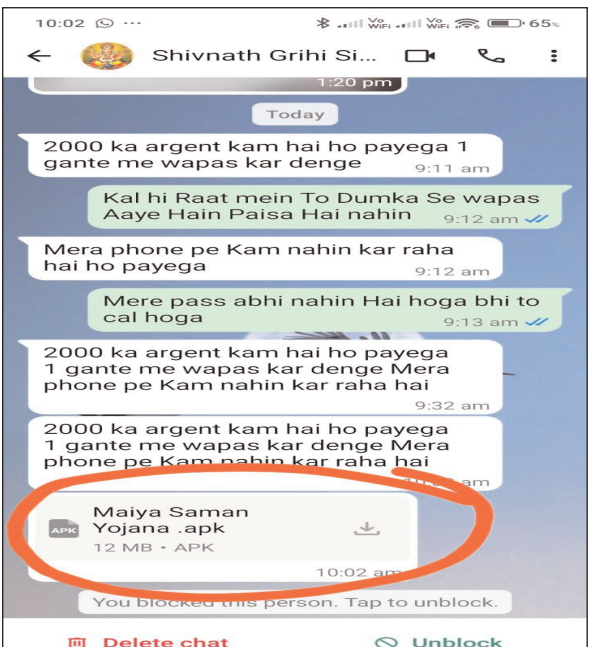 10:02 ...
Vo WiFi Vo WiFi 65%
Shivnath Grihi Si...
1:20 pm
Today
2000 ka argent kam hai ho payega 1
gante me wapas kar denge 9:11 am
Kal hi Raat mein To Dumka Se wapas
Aaye Hain Paisa Hai nahin 9:12 am
Mera phone pe Kam nahin kar raha
hai ho payega 9:12 am
Mere pass abhi nahin Hai hoga bhi to
cal hoga 9:13 am
2000 ka argent kam hai ho payega
1 gante me wapas kar denge Mera
phone pe Kam nahin kar raha hai
9:32 am
2000 ka argent kam hai ho payega
1 gante me wapas kar denge Mera
phone pe Kam nahin kar raha hai
am
Maiya Saman
Yojana .apk
APK
12 MB • APK
10:02 am
You blocked this person. Tap to unblock.
Delete chat
Unblock